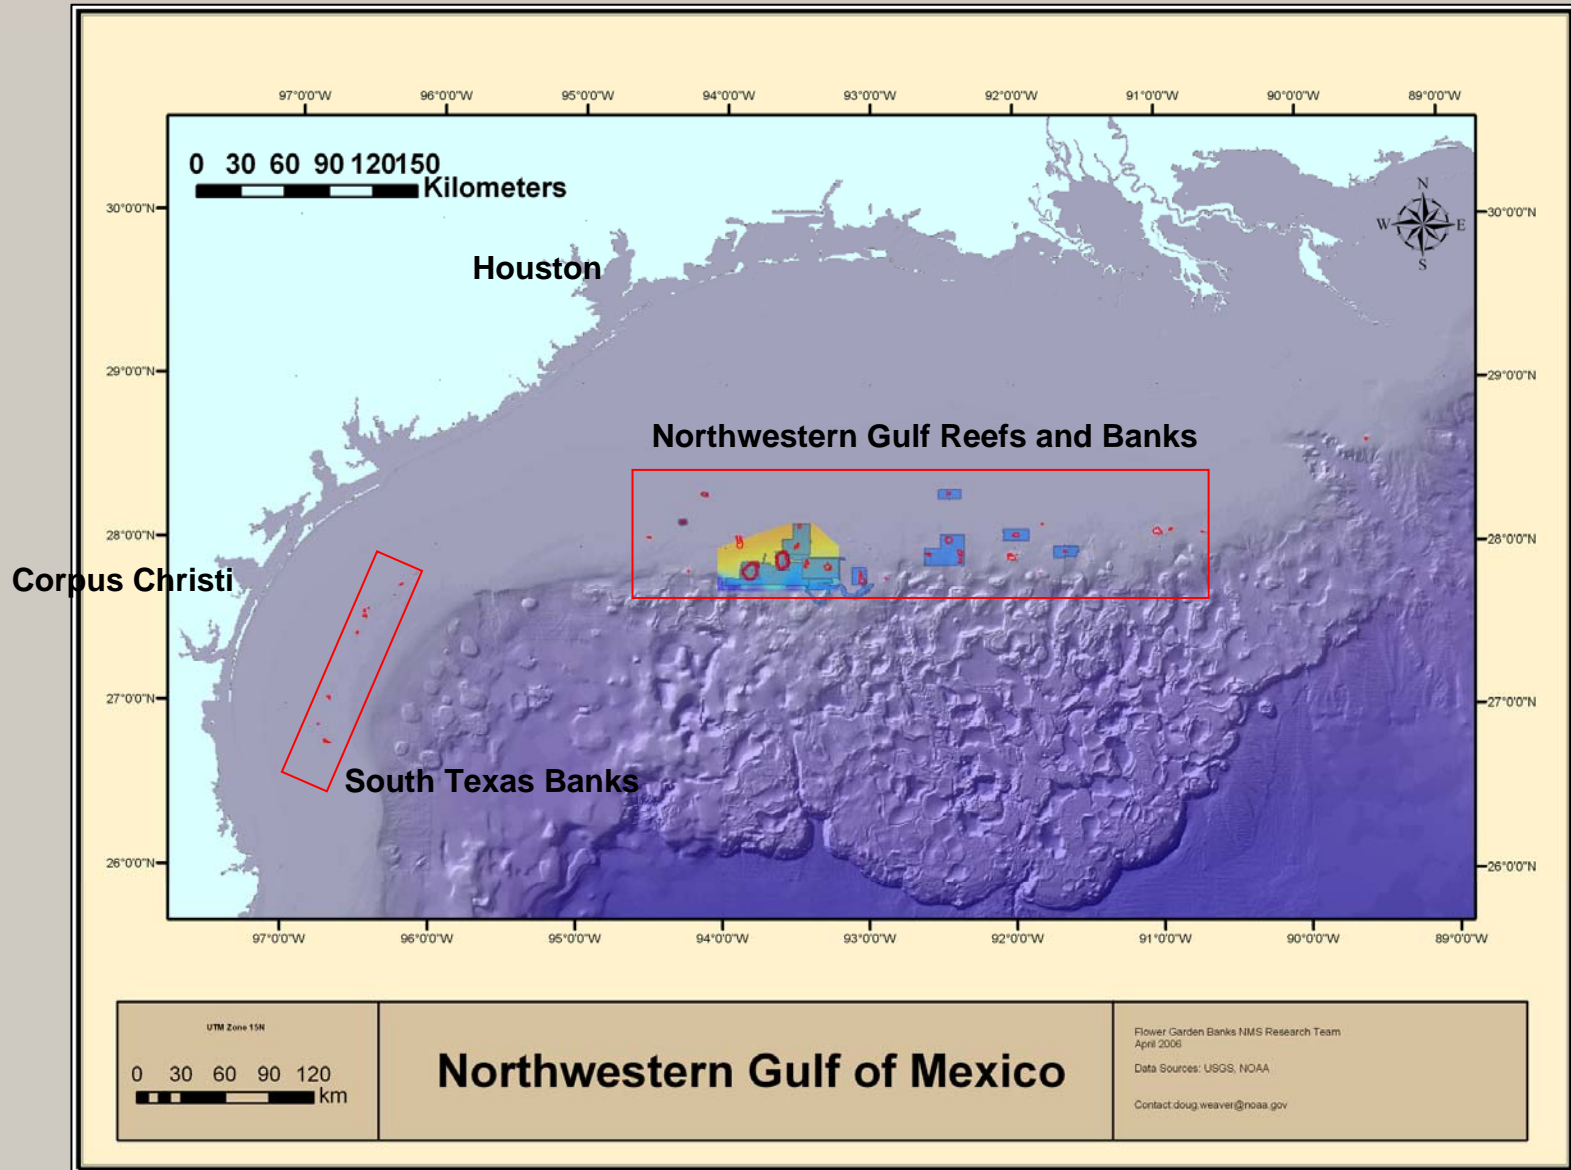 97°0'0"W 96°0'0"W 95°0'0"W 94°0'0"W 93°0'0"W 92°0'0"W 91°0'0"W 90°0'0"W 89°0'0"W
0 30 60 90 120150
Kilometers
N
W E
S
30°0'0"N 30°0'0"N
Houston
29°0'0"N 29°0'0"N
Northwestern Gulf Reefs and Banks
28°0'0"N 28°0'0"N
Corpus Christi
27°0'0"N 27°0'0"N
South Texas Banks
26°0'0"N 26°0'0"N
97°0'0"W 96°0'0"W 95°0'0"W 94°0'0"W 93°0'0"W 92°0'0"W 91°0'0"W 90°0'0"W 89°0'0"W
UTM Zone 15N
0 30 60 90 120
km
Northwestern Gulf of Mexico
Flower Garden Banks NMS Research Team
April 2006
Data Sources: USGS, NOAA
Contact:doug.weaver@noaa.gov